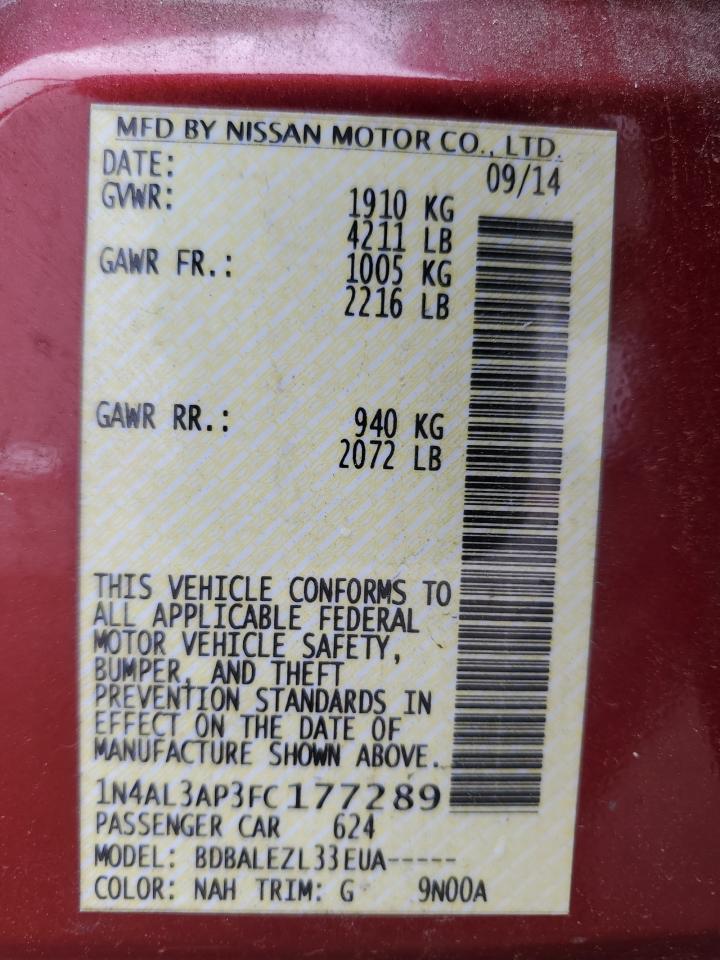 MFD BY NISSAN MOTOR CO., LTD.
DATE: 09/14
GVWR: 1910 KG
4211 LB
GAWR FR.: 1005 KG
2216 LB
GAWR RR.: 940 KG
2072 LB
THIS VEHICLE CONFORMS TO
ALL APPLICABLE FEDERAL
MOTOR VEHICLE SAFETY,
BUMPER, AND THEFT
PREVENTION STANDARDS IN
EFFECT ON THE DATE OF
MANUFACTURE SHOWN ABOVE.
1N4AL3AP3FC177289
PASSENGER CAR 624
MODEL: BDBALEZL33EUA-----
COLOR: NAH TRIM: G 9N00A